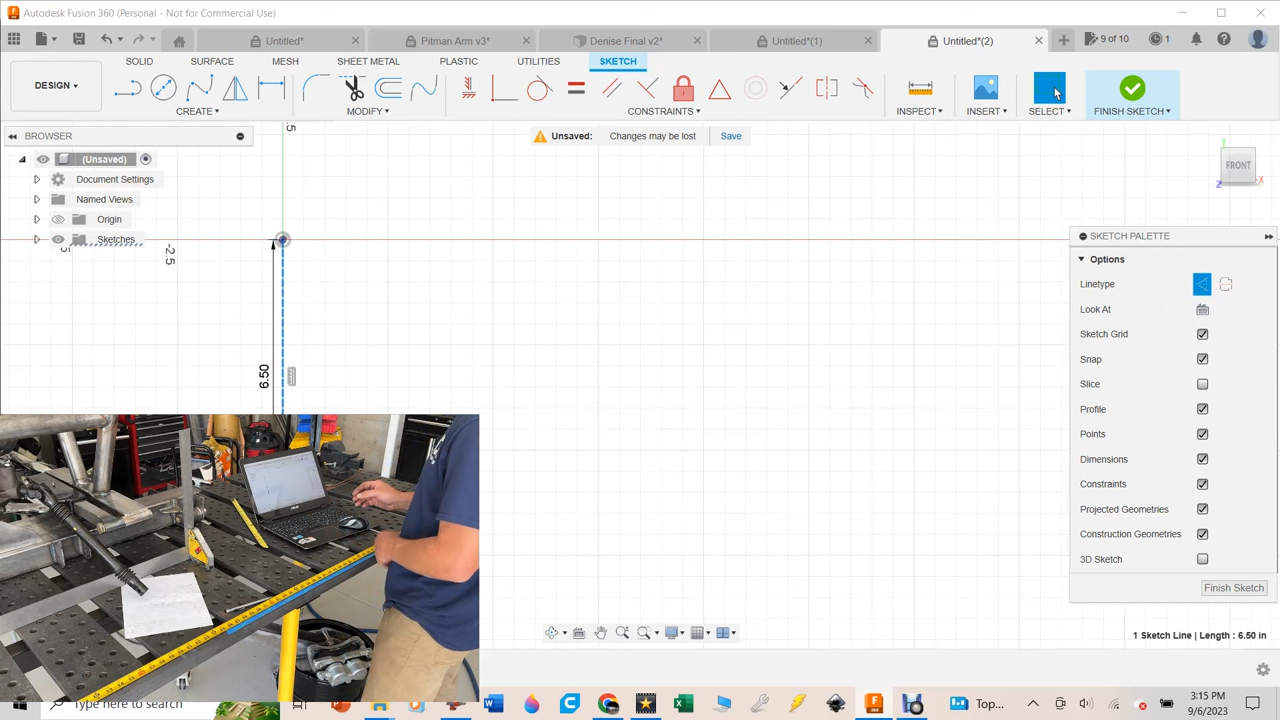 Autodesk Fusion 360 (Personal - Not for Commercial Use)
Untitled*
Pitman Arm v3*
Denise Final v2*
Untitled*(1)
Untitled*(2)
9 of 10
1
DESIGN
SOLID
SURFACE
MESH
SHEET METAL
PLASTIC
UTILITIES
SKETCH
CREATE
MODIFY
CONSTRAINTS
INSPECT
INSERT
SELECT
FINISH SKETCH
BROWSER
Unsaved: Changes may be lost Save
(Unsaved)
Document Settings
Named Views
Origin
Sketches
-2.5
6.50
FRONT
Y
X
Z
SKETCH PALETTE
Options
Linetype
Look At
Sketch Grid
Snap
Slice
Profile
Points
Dimensions
Constraints
Projected Geometries
Construction Geometries
3D Sketch
Finish Sketch
1 Sketch Line | Length : 6.50 in
Type here to search
Top...
3:15 PM
9/6/2023